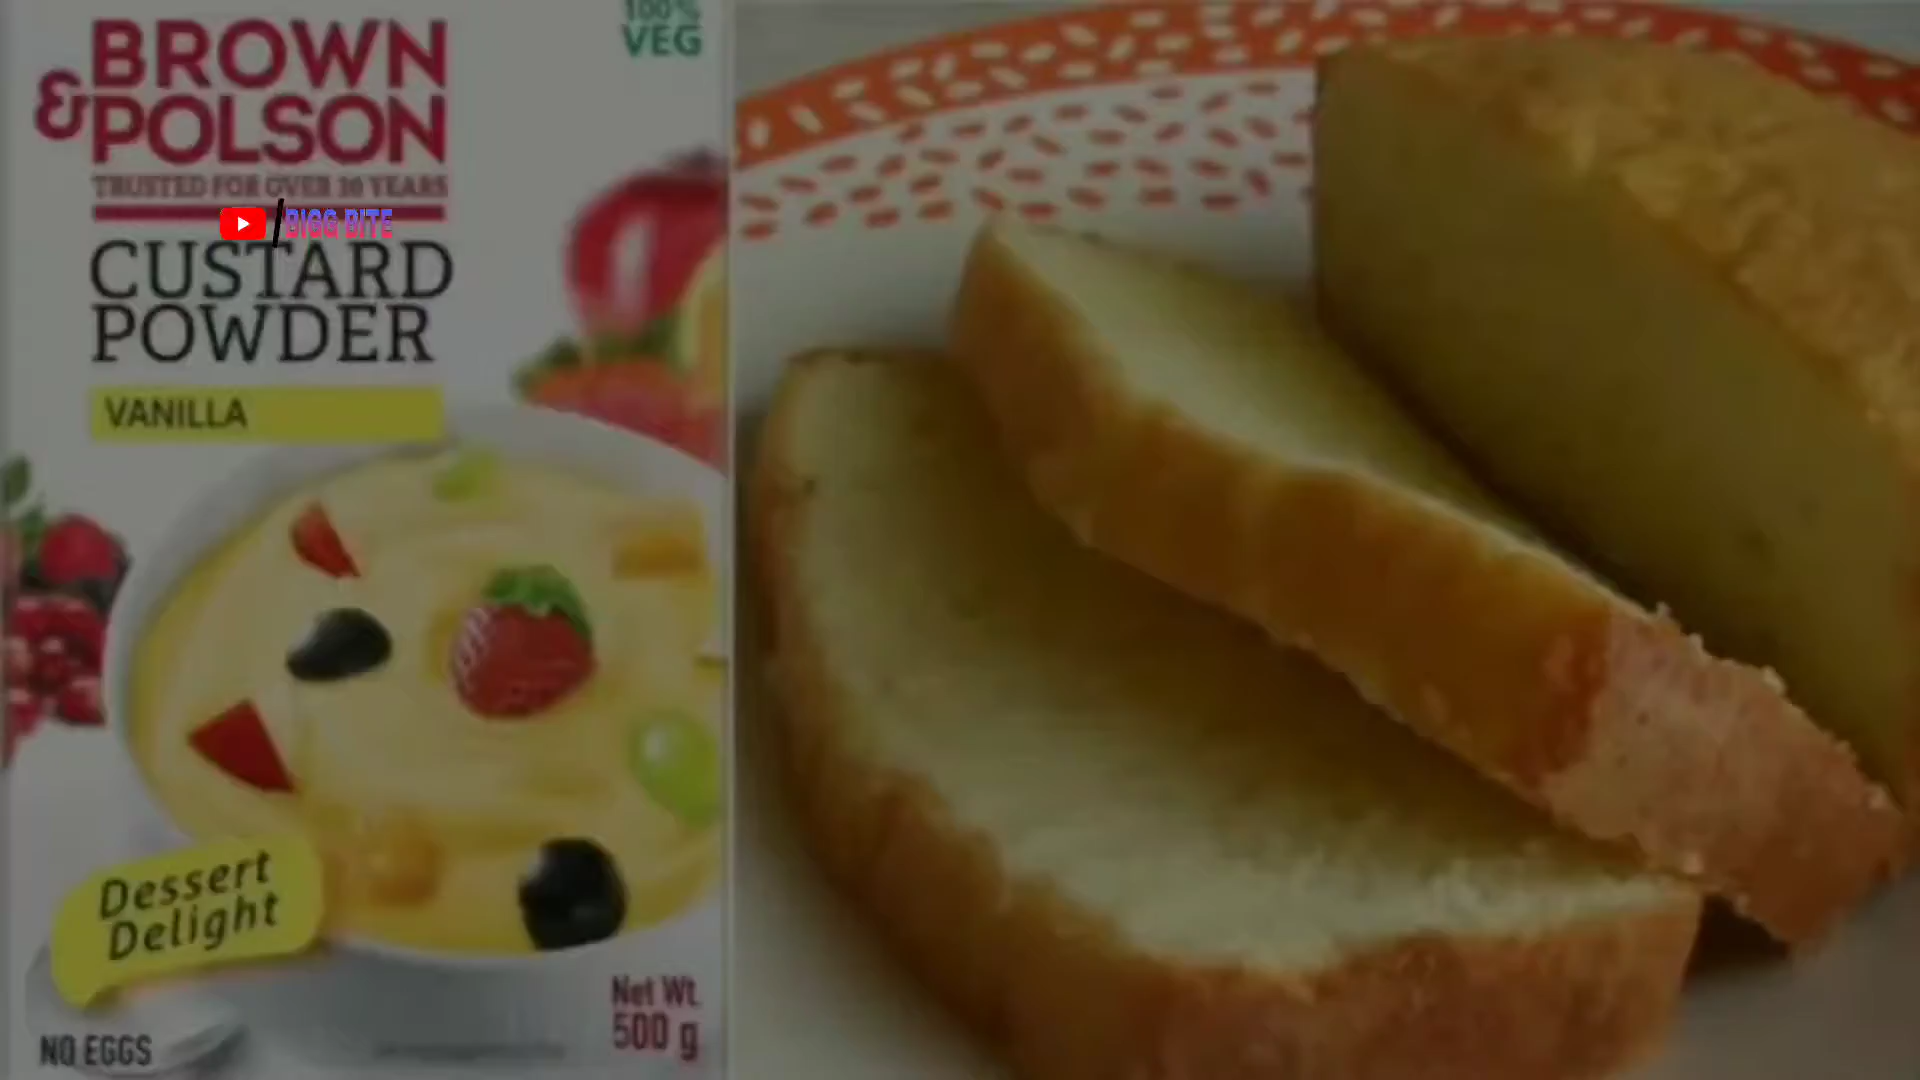 100%
VEG
BROWN
& POLSON
TRUSTED FOR OVER 30 YEARS
BIGG BITE
CUSTARD
POWDER
VANILLA
Dessert
Delight
Net Wt.
500 g
NO EGGS